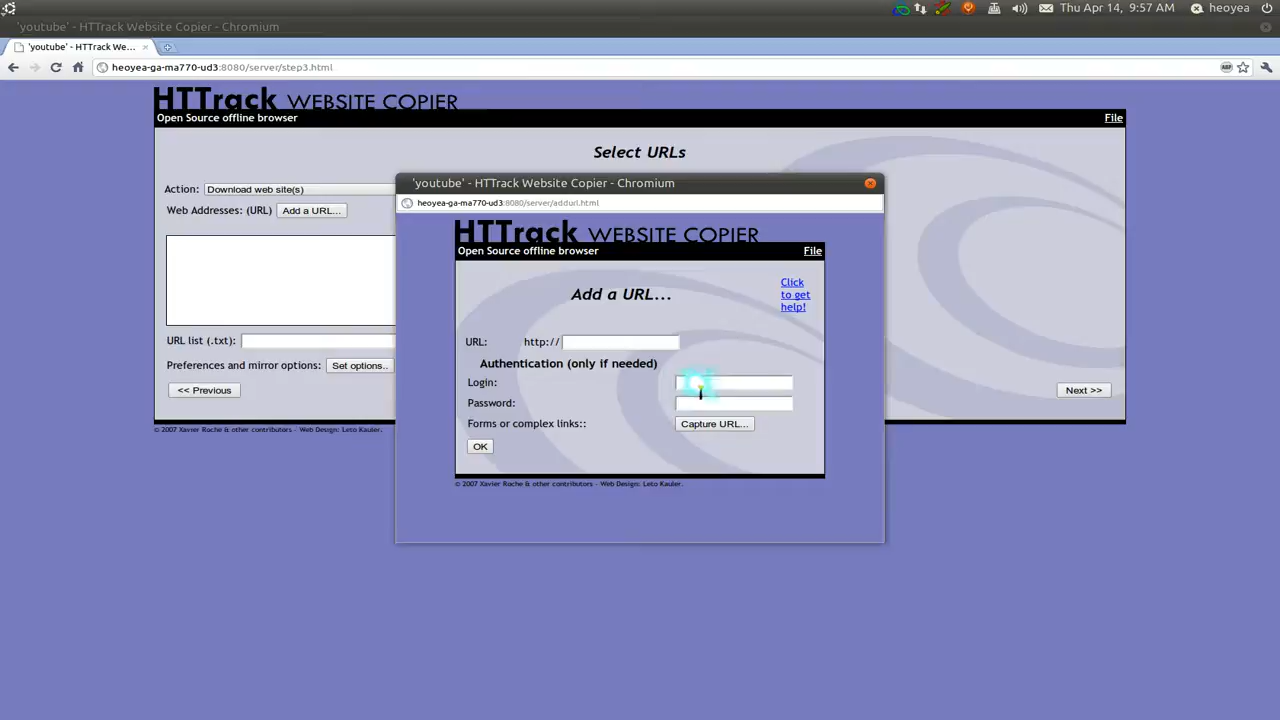 Thu Apr 14, 9:57 AM heoyea
'youtube' - HTTrack Website Copier - Chromium
'youtube' - HTTrack We...
heoyea-ga-ma770-ud3:8080/server/step3.html
ABP
HTTrack WEBSITE COPIER
Open Source offline browser File
Select URLs
Action: Download web site(s)
Web Addresses: (URL) Add a URL...
URL list (.txt):
Preferences and mirror options: Set options..
<< Previous
Next >>
© 2007 Xavier Roche & other contributors - Web Design: Leto Kauler.
'youtube' - HTTrack Website Copier - Chromium
heoyea-ga-ma770-ud3:8080/server/addurl.html
HTTrack WEBSITE COPIER
Open Source offline browser File
Add a URL...
Click
to get
help!
URL: http://
Authentication (only if needed)
Login:
Password:
Forms or complex links:: Capture URL...
OK
© 2007 Xavier Roche & other contributors - Web Design: Leto Kauler.